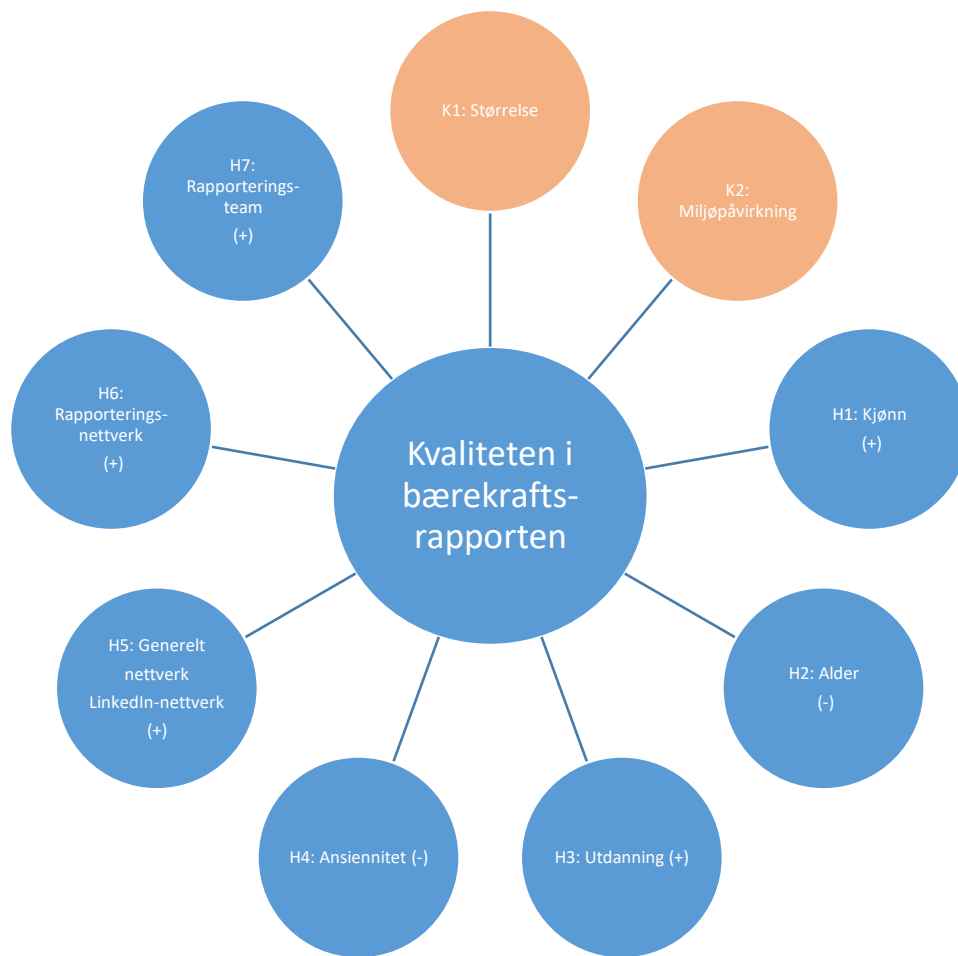 K1: Størrelse
K2:
Miljøpåvirkning
H1: Kjønn
(+)
H2: Alder
(-)
H3: Utdanning (+)
H4: Ansiennitet (-)
H5: Generelt
nettverk
LinkedIn-nettverk
(+)
H6:
Rapporterings-
nettverk
(+)
H7:
Rapporterings-
team
(+)
Kvaliteten i
bærekrafts-
rapporten